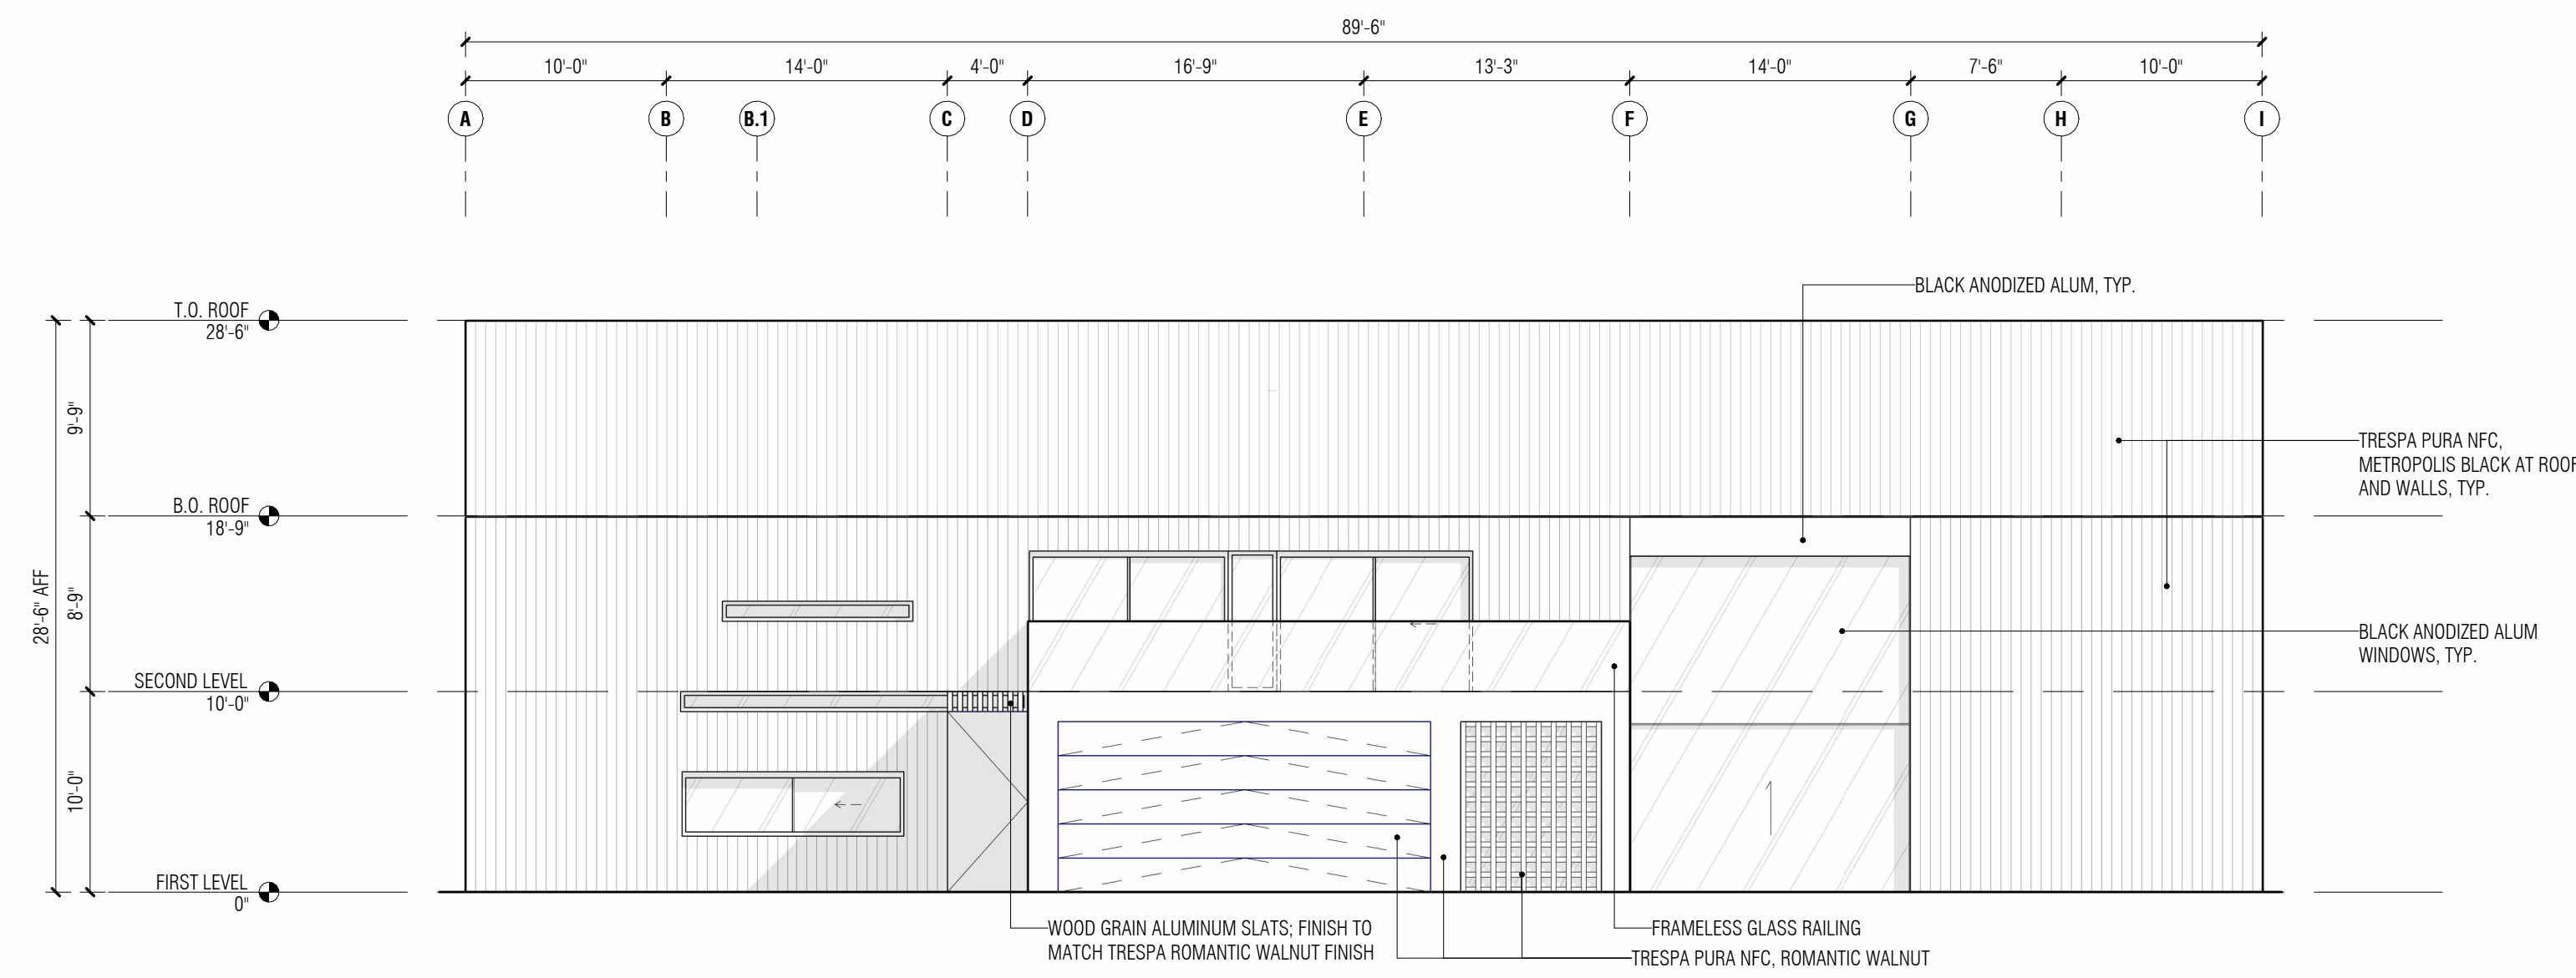 89'-6"
10'-0" 14'-0" 4'-0" 16'-9" 13'-3" 14'-0" 7'-6" 10'-0"
A B B.1 C D E F G H I
BLACK ANODIZED ALUM, TYP.
T.O. ROOF
28'-6"
9'-9"
TRESPA PURA NFC,
METROPOLIS BLACK AT ROOF
AND WALLS, TYP.
B.O. ROOF
18'-9"
28'-6" AFF
8'-9"
BLACK ANODIZED ALUM
WINDOWS, TYP.
SECOND LEVEL
10'-0"
10'-0"
FIRST LEVEL
0"
WOOD GRAIN ALUMINUM SLATS; FINISH TO
MATCH TRESPA ROMANTIC WALNUT FINISH
FRAMELESS GLASS RAILING
TRESPA PURA NFC, ROMANTIC WALNUT